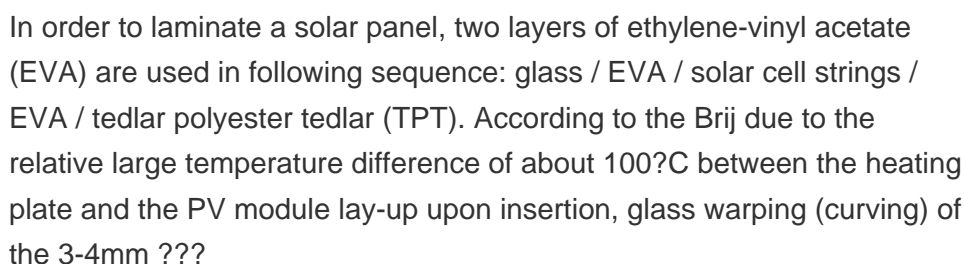 In order to laminate a solar panel, two layers of ethylene-vinyl acetate
(EVA) are used in following sequence: glass / EVA / solar cell strings /
EVA / tedlar polyester tedlar (TPT). According to the Brij due to the
relative large temperature difference of about 100?C between the heating
plate and the PV module lay-up upon insertion, glass warping (curving) of
the 3-4mm ???